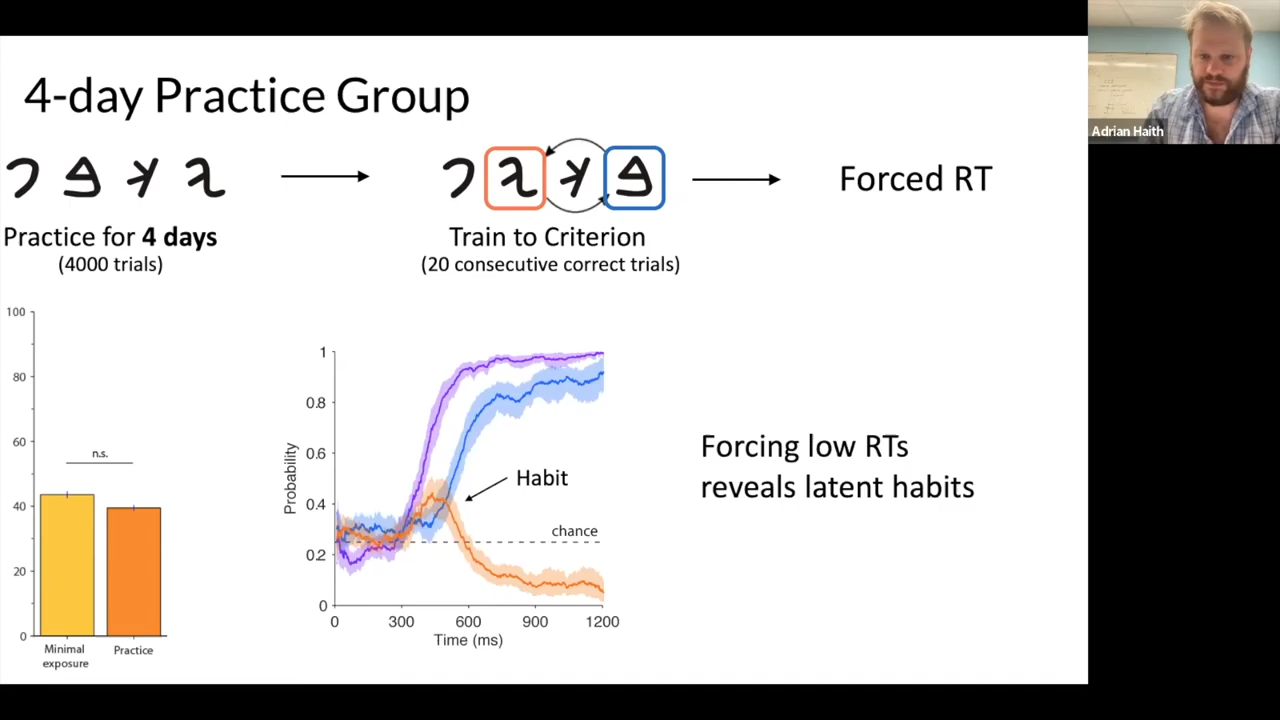 4-day Practice Group
Adrian Haith
Practice for 4 days
(4000 trials)
Train to Criterion
(20 consecutive correct trials)
Forced RT
100
80
60
40
20
0
n.s.
Minimal
exposure
Practice
Probability
1
0.8
0.6
0.4
0.2
0
Habit
chance
0 300 600 900 1200
Time (ms)
Forcing low RTs
reveals latent habits